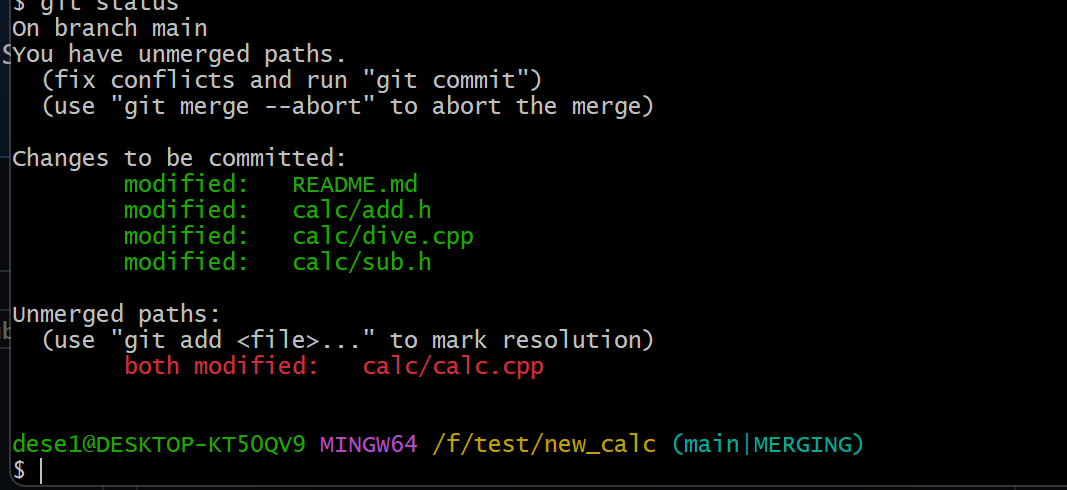 $ git status
On branch main
You have unmerged paths.
  (fix conflicts and run "git commit")
  (use "git merge --abort" to abort the merge)

Changes to be committed:
        modified:   README.md
        modified:   calc/add.h
        modified:   calc/dive.cpp
        modified:   calc/sub.h

Unmerged paths:
  (use "git add <file>..." to mark resolution)
        both modified:   calc/calc.cpp

dese1@DESKTOP-KT5OQV9 MINGW64 /f/test/new_calc (main|MERGING)
$